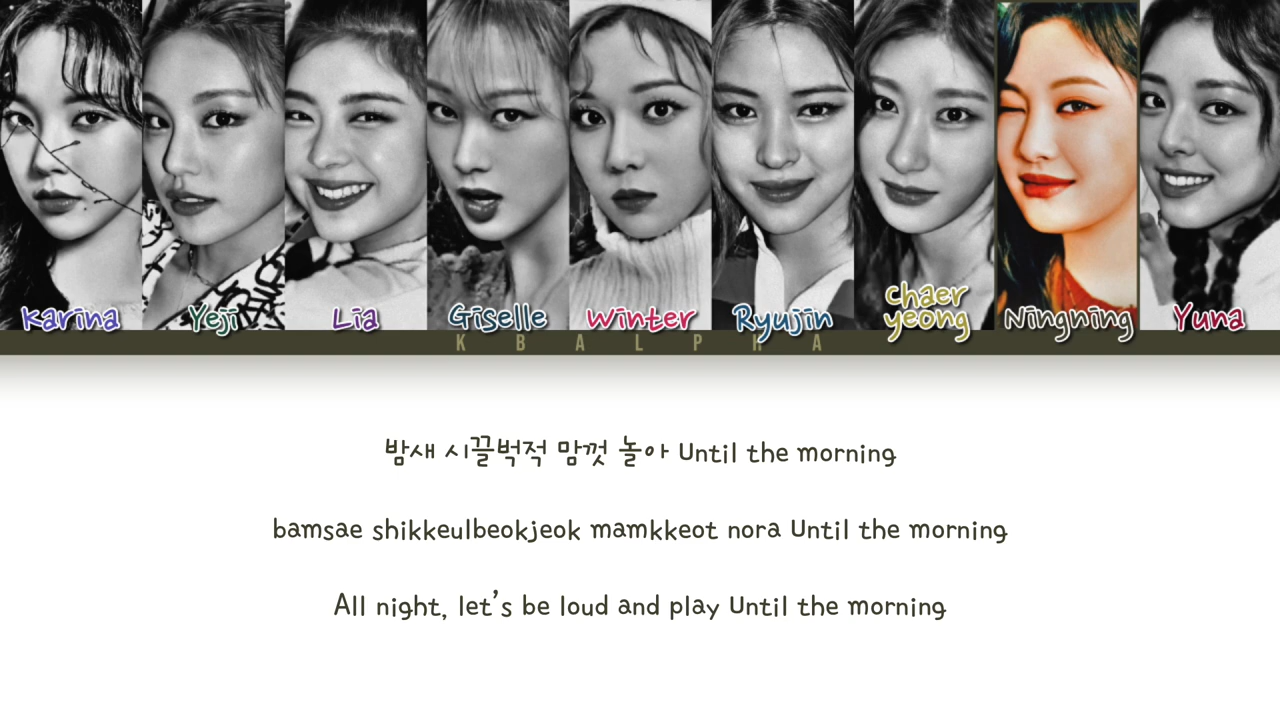 Karina
Yeji
Lia
Giselle
Winter
Ryujin
chaer
yeong
Ningning
Yuna
KBALPHA
밤새 시끌벅적 맘껏 놀아 Until the morning
bamsae shikkeulbeokjeok mamkkeot nora Until the morning
All night, let's be loud and play Until the morning